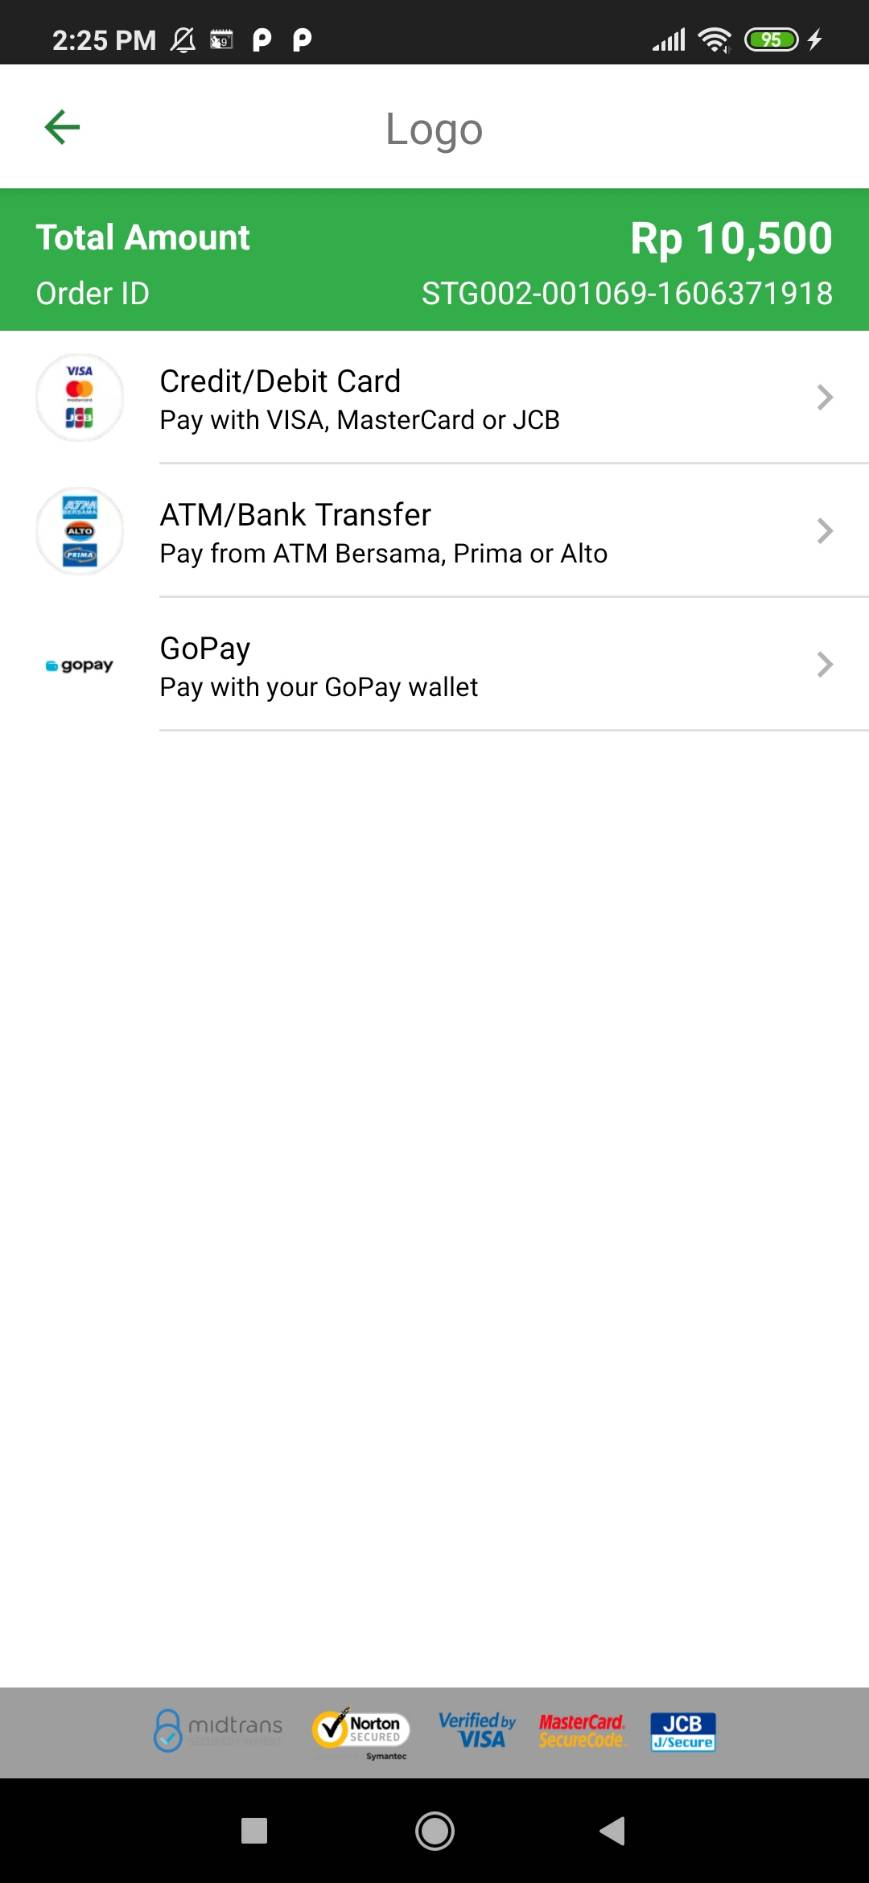 2:25 PM
95
Logo
Total Amount
Rp 10,500
Order ID
STG002-001069-1606371918
VISA
mastercard
JCB
Credit/Debit Card
Pay with VISA, MasterCard or JCB
ATM
BERSAMA
ALTO
PRIMA
ATM/Bank Transfer
Pay from ATM Bersama, Prima or Alto
gopay
GoPay
Pay with your GoPay wallet
midtrans
Norton
SECURED
Symantec
Verified by
VISA
MasterCard.
SecureCode.
JCB
J/Secure